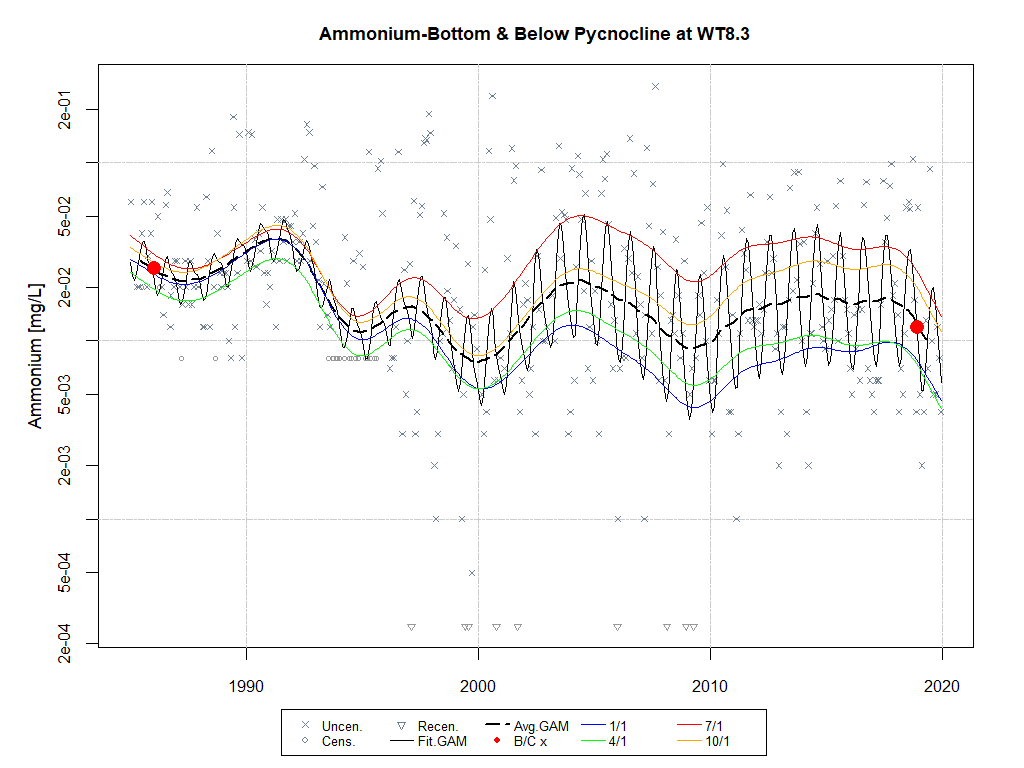 Ammonium-Bottom & Below Pycnocline at WT8.3
Ammonium [mg/L]
2e-01
5e-02
2e-02
5e-03
2e-03
5e-04
2e-04
1990 2000 2010 2020
Uncen. Recen. Avg.GAM 1/1 7/1
Cens. Fit.GAM B/C x 4/1 10/1